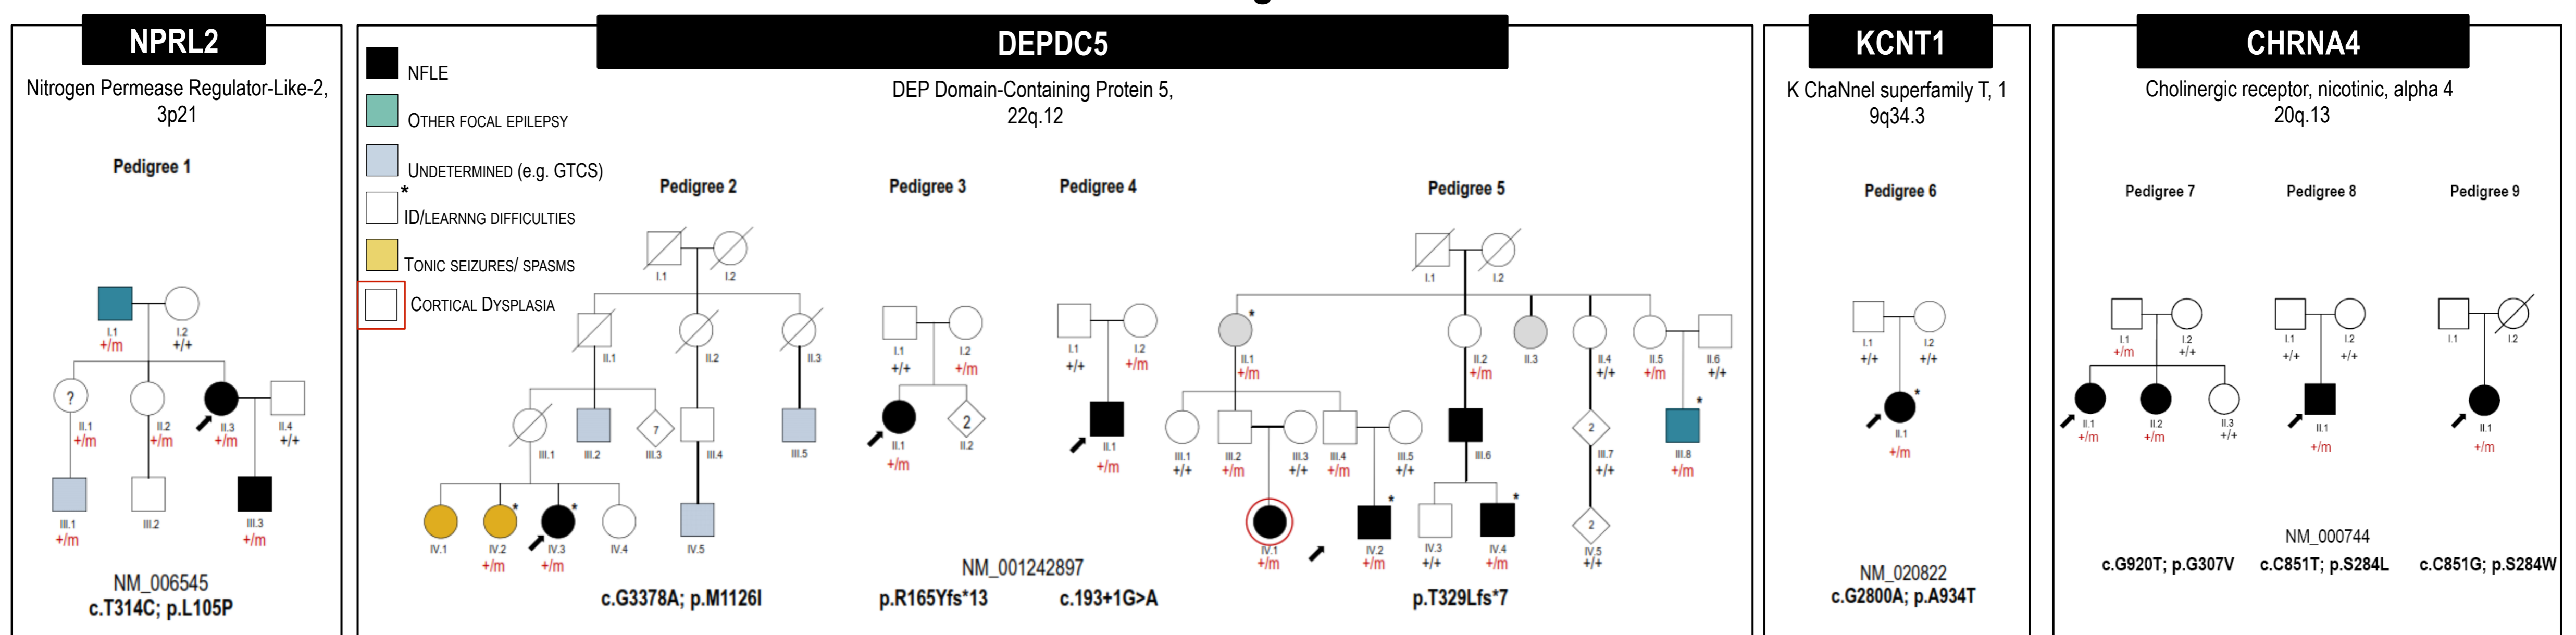 NPRL2
Nitrogen Permease Regulator-Like-2,
3p21
Pedigree 1
I.1
I.2
+/m
+/+
?
II.1
II.2
II.3
II.4
+/m
+/m
+/m
+/+
III.1
III.2
III.3
+/m
+/m
NM_006545
c.T314C; p.L105P
DEPDC5
DEP Domain-Containing Protein 5,
22q.12
NFLE
OTHER FOCAL EPILEPSY
UNDETERMINED (e.g. GTCS)
*
ID/LEARNNG DIFFICULTIES
TONIC SEIZURES/ SPASMS
CORTICAL DYSPLASIA
Pedigree 2
I.1
I.2
II.1
II.2
II.3
7
III.1
III.2
III.3
III.4
III.5
*
*
IV.1
IV.2
IV.3
IV.4
IV.5
+/m
+/m
c.G3378A; p.M1126I
NM_001242897
Pedigree 3
I.1
I.2
+/+
+/m
2
II.1
II.2
+/m
p.R165Yfs*13
Pedigree 4
I.1
I.2
+/+
+/m
II.1
+/m
c.193+1G>A
Pedigree 5
I.1
I.2
*
II.1
II.2
II.3
II.4
II.5
II.6
+/m
+/m
+/+
+/m
+/+
2
*
III.1
III.2
III.3
III.4
III.5
III.6
III.7
III.8
+/+
+/m
+/+
+/m
+/+
+/+
+/m
*
*
2
IV.1
IV.2
IV.3
IV.4
IV.5
+/m
+/m
+/+
+/m
+/+
p.T329Lfs*7
KCNT1
K ChaNnel superfamily T, 1
9q34.3
Pedigree 6
I.1
I.2
+/+
+/+
*
II.1
+/m
NM_020822
c.G2800A; p.A934T
CHRNA4
Cholinergic receptor, nicotinic, alpha 4
20q.13
Pedigree 7
I.1
I.2
+/m
+/+
II.1
II.2
II.3
+/m
+/m
+/+
c.G920T; p.G307V
Pedigree 8
I.1
I.2
+/+
+/+
II.1
+/m
NM_000744
c.C851T; p.S284L
Pedigree 9
I.1
I.2
II.1
+/m
c.C851G; p.S284W